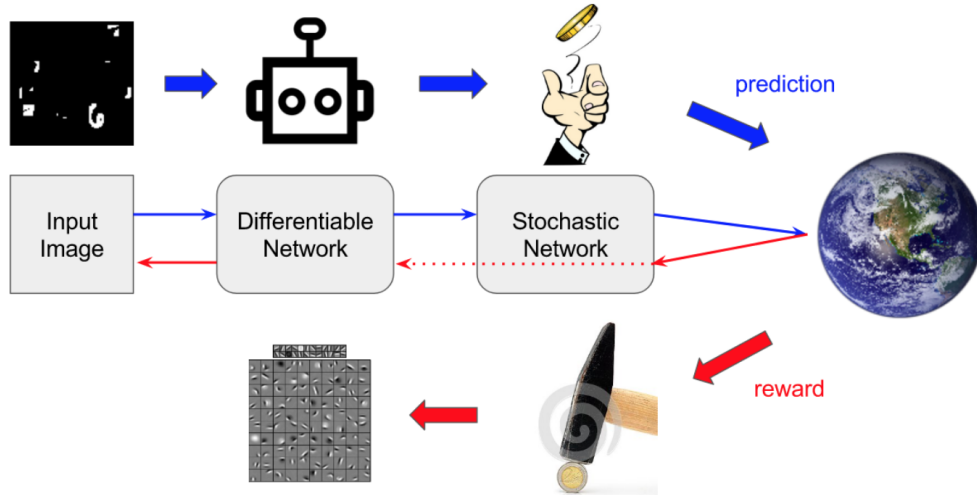 prediction
Input
Image
Differentiable
Network
Stochastic
Network
reward